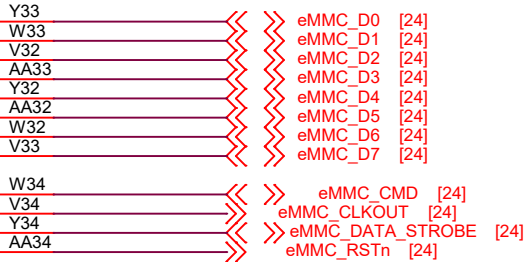 Y33 eMMC_D0 [24]
W33 eMMC_D1 [24]
V32 eMMC_D2 [24]
AA33 eMMC_D3 [24]
Y32 eMMC_D4 [24]
AA32 eMMC_D5 [24]
W32 eMMC_D6 [24]
V33 eMMC_D7 [24]
W34 eMMC_CMD [24]
V34 eMMC_CLKOUT [24]
Y34 eMMC_DATA_STROBE [24]
AA34 eMMC_RSTn [24]